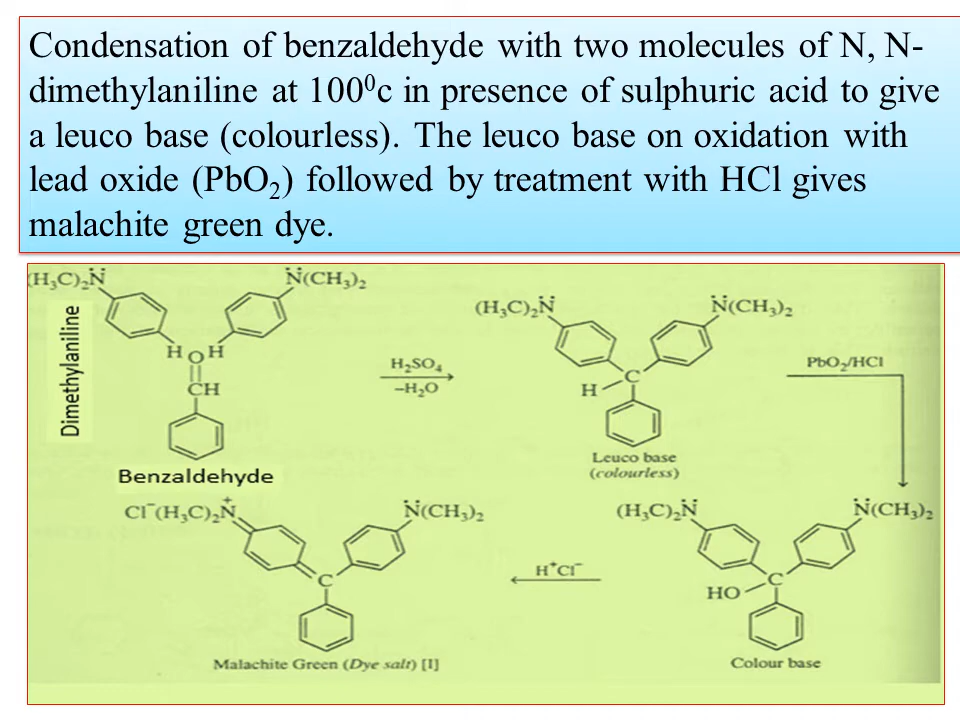 Condensation of benzaldehyde with two molecules of N, N-
dimethylaniline at 100⁰c in presence of sulphuric acid to give
a leuco base (colourless). The leuco base on oxidation with
lead oxide (PbO₂) followed by treatment with HCl gives
malachite green dye.
(H₃C)₂N̈
N̈(CH₃)₂
Dimethylaniline
H O H
CH
Benzaldehyde
H₂SO₄
–H₂O
(H₃C)₂N̈
N̈(CH₃)₂
H
C
Leuco base
(colourless)
PbO₂/HCl
(H₃C)₂N̈
N̈(CH₃)₂
HO
C
Colour base
H⁺Cl⁻
Cl⁻(H₃C)₂N⁺
N̈(CH₃)₂
C
Malachite Green (Dye salt) [I]